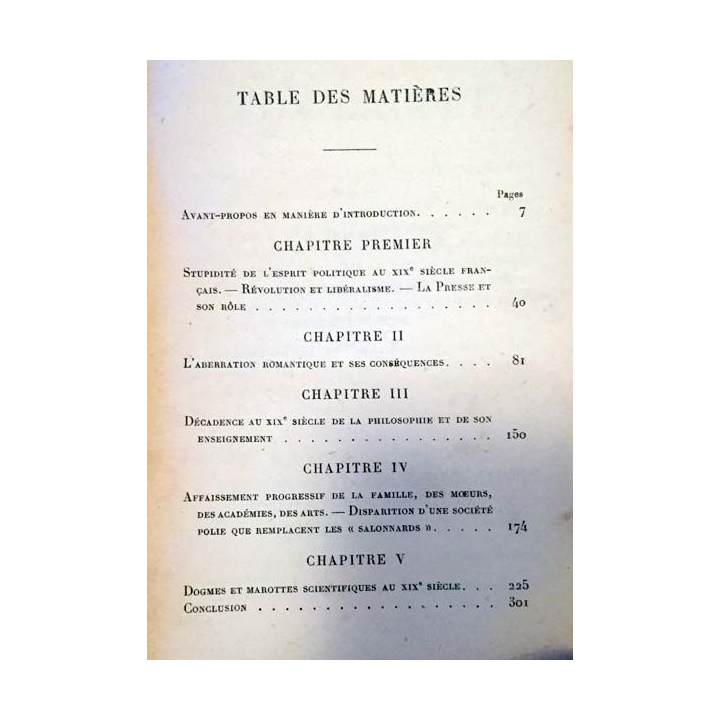 TABLE DES MATIÈRES
Pages
AVANT-PROPOS EN MANIÈRE D'INTRODUCTION. . . . . . 7
CHAPITRE PREMIER
STUPIDITÉ DE L'ESPRIT POLITIQUE AU XIXe SIÈCLE FRAN-
ÇAIS. — RÉVOLUTION ET LIBÉRALISME. — LA PRESSE ET
SON RÔLE . . . . . . . . . . . . . . . . . . 40
CHAPITRE II
L'ABERRATION ROMANTIQUE ET SES CONSÉQUENCES. . . . 81
CHAPITRE III
DÉCADENCE AU XIXe SIÈCLE DE LA PHILOSOPHIE ET DE SON
ENSEIGNEMENT . . . . . . . . . . . . . . . . 150
CHAPITRE IV
AFFAISSEMENT PROGRESSIF DE LA FAMILLE, DES MŒURS,
DES ACADÉMIES, DES ARTS. — DISPARITION D'UNE SOCIÉTÉ
POLIE QUE REMPLACENT LES « SALONNARDS ». . . . . 174
CHAPITRE V
DOGMES ET MAROTTES SCIENTIFIQUES AU XIXe SIÈCLE. . . 225
CONCLUSION . . . . . . . . . . . . . . . . . . 301